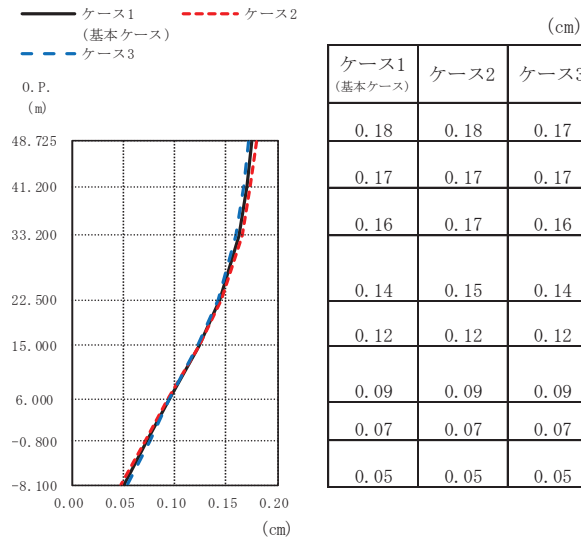 ケース1
(基本ケース)
ケース2
ケース3
O.P.
(m)
48.725
41.200
33.200
22.500
15.000
6.000
-0.800
-8.100
0.00 0.05 0.10 0.15 0.20
(cm)
(cm)
ケース1
(基本ケース)
ケース2
ケース3
0.18 0.18 0.17
0.17 0.17 0.17
0.16 0.17 0.16
0.14 0.15 0.14
0.12 0.12 0.12
0.09 0.09 0.09
0.07 0.07 0.07
0.05 0.05 0.05